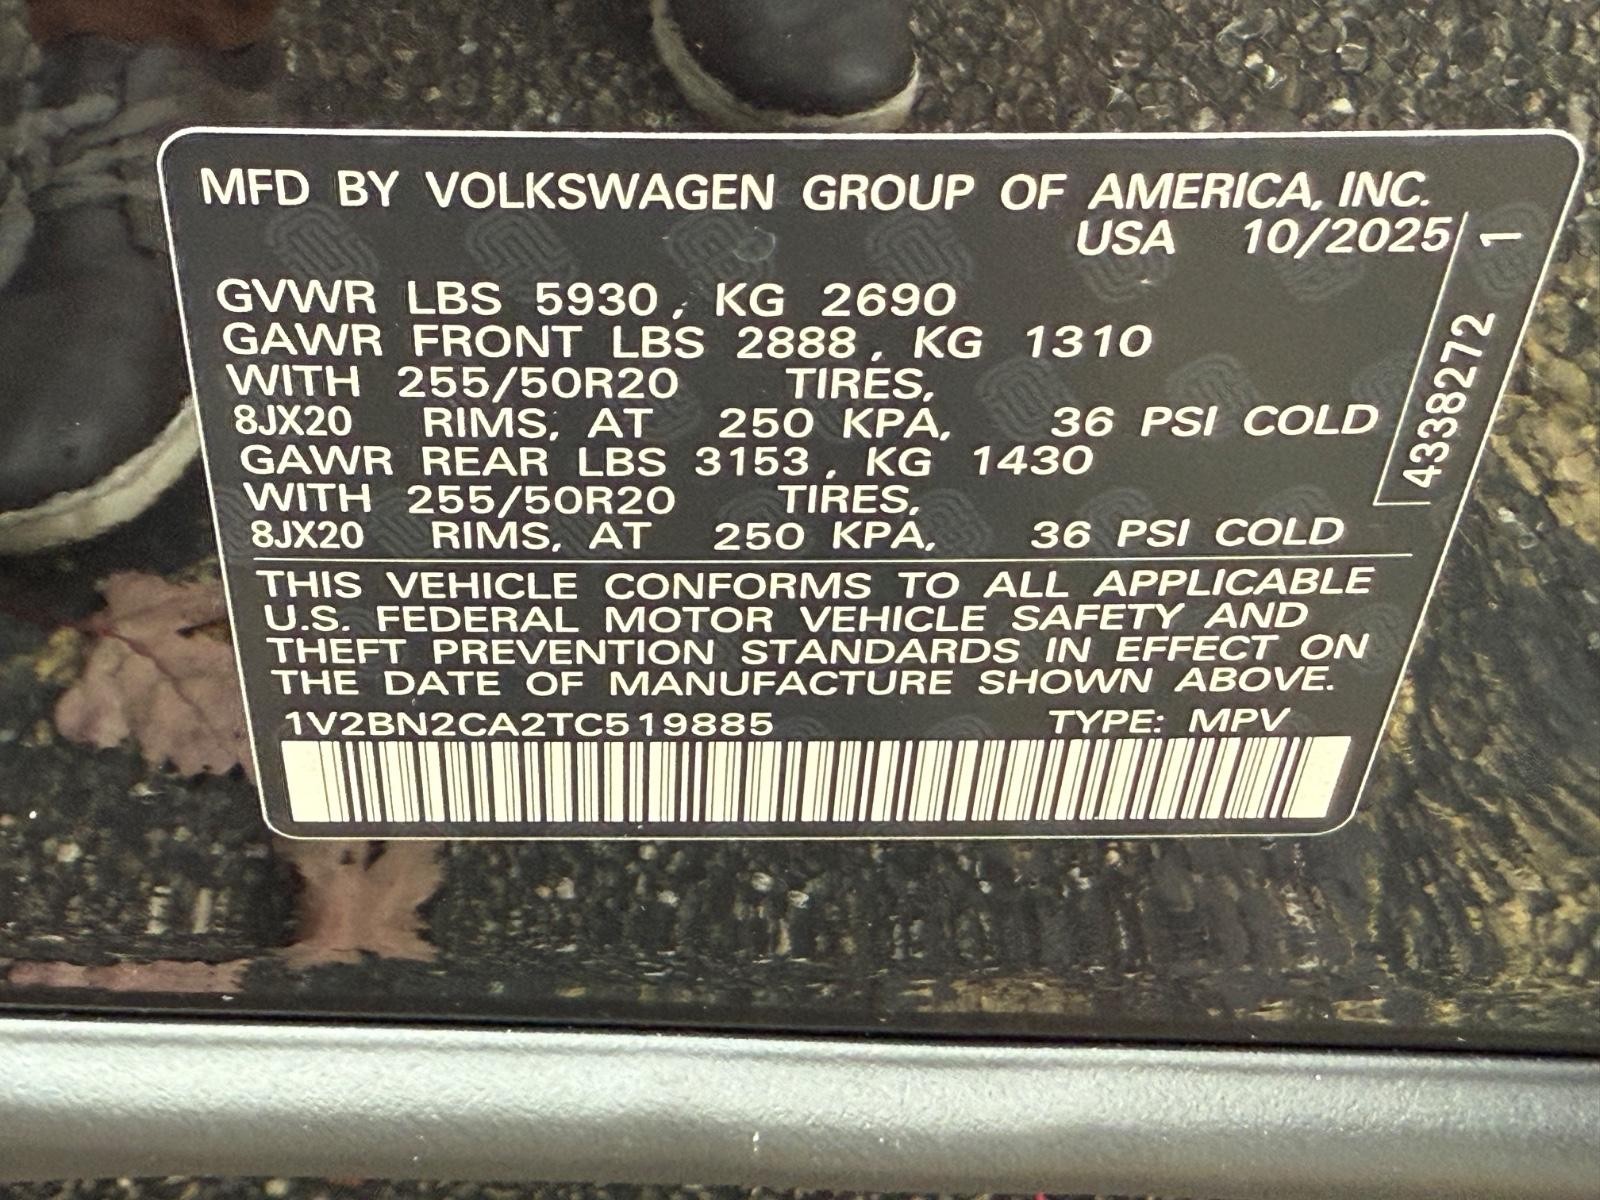 MFD BY VOLKSWAGEN GROUP OF AMERICA, INC.
USA 10/2025
GVWR LBS 5930, KG 2690
GAWR FRONT LBS 2888, KG 1310
WITH 255/50R20 TIRES,
8JX20 RIMS, AT 250 KPA, 36 PSI COLD
GAWR REAR LBS 3153, KG 1430
WITH 255/50R20 TIRES,
8JX20 RIMS, AT 250 KPA, 36 PSI COLD
THIS VEHICLE CONFORMS TO ALL APPLICABLE
U.S. FEDERAL MOTOR VEHICLE SAFETY AND
THEFT PREVENTION STANDARDS IN EFFECT ON
THE DATE OF MANUFACTURE SHOWN ABOVE.
1V2BN2CA2TC519885 TYPE: MPV
4338272 1